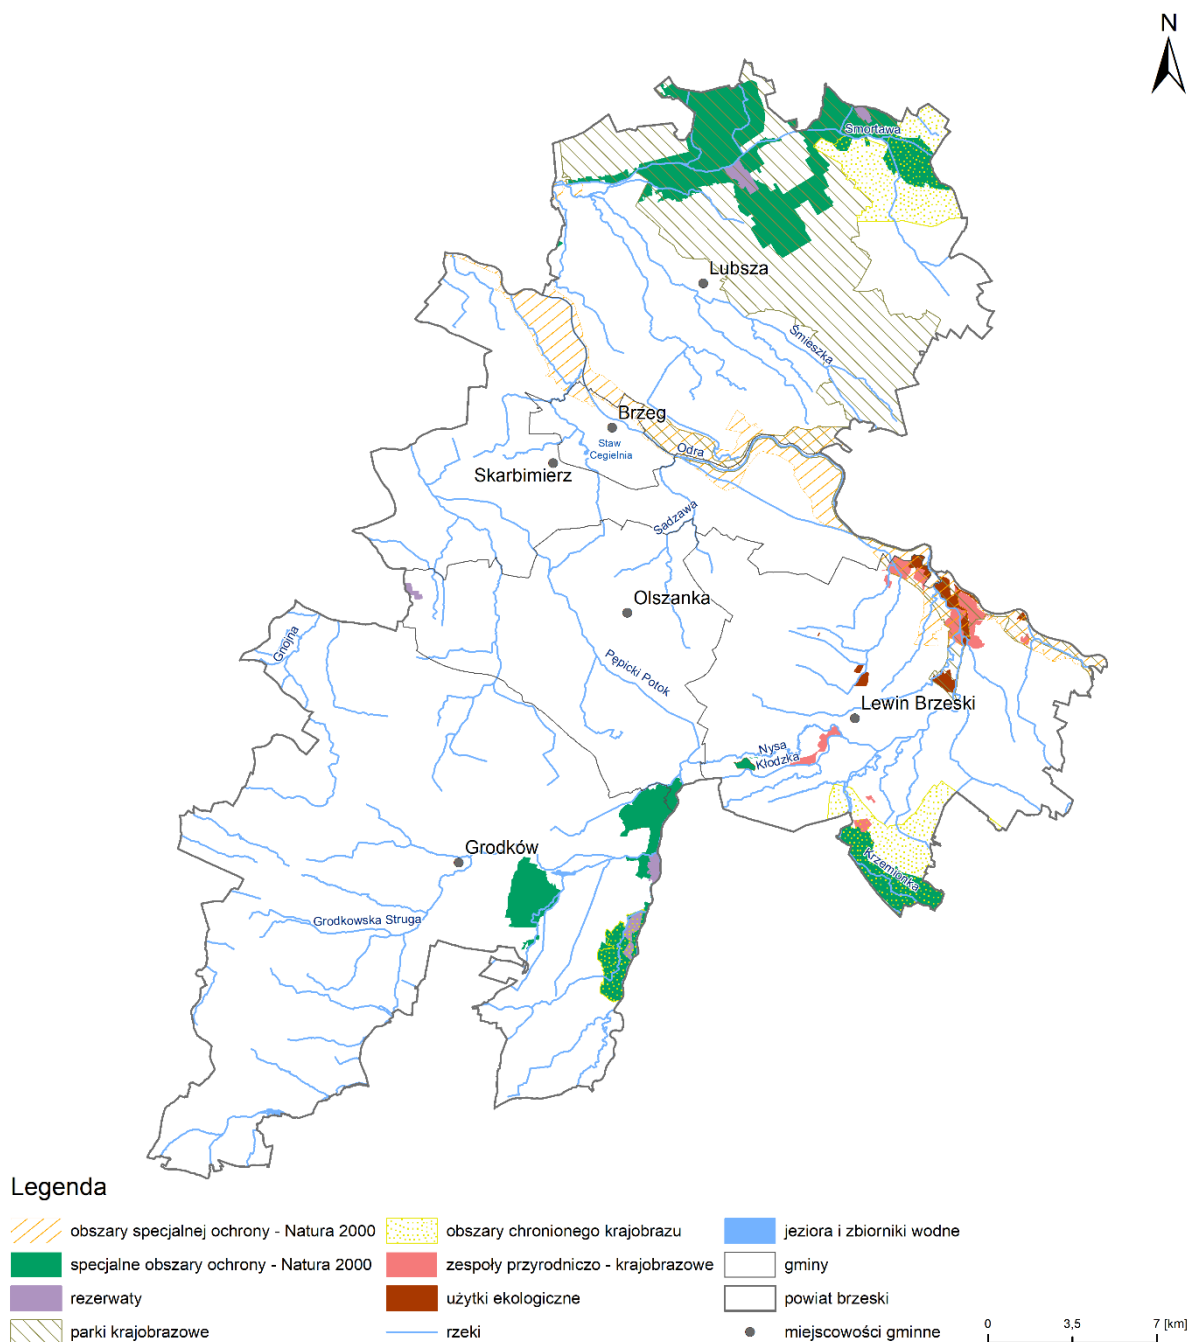 N
Smortawa
Lubsza
Śmieszka
Brzeg
Staw
Cegielnia
Odra
Skarbimierz
Sadzawa
Olszanka
Gnojna
Pępicki Potok
Lewin Brzeski
Nysa
Kłodzka
Grodków
Krzemionka
Grodkowska Struga
Legenda
obszary specjalnej ochrony - Natura 2000
obszary chronionego krajobrazu
jeziora i zbiorniki wodne
specjalne obszary ochrony - Natura 2000
zespoły przyrodniczo - krajobrazowe
gminy
rezerwaty
użytki ekologiczne
powiat brzeski
parki krajobrazowe
rzeki
miejscowości gminne
0 3,5 7 [km]